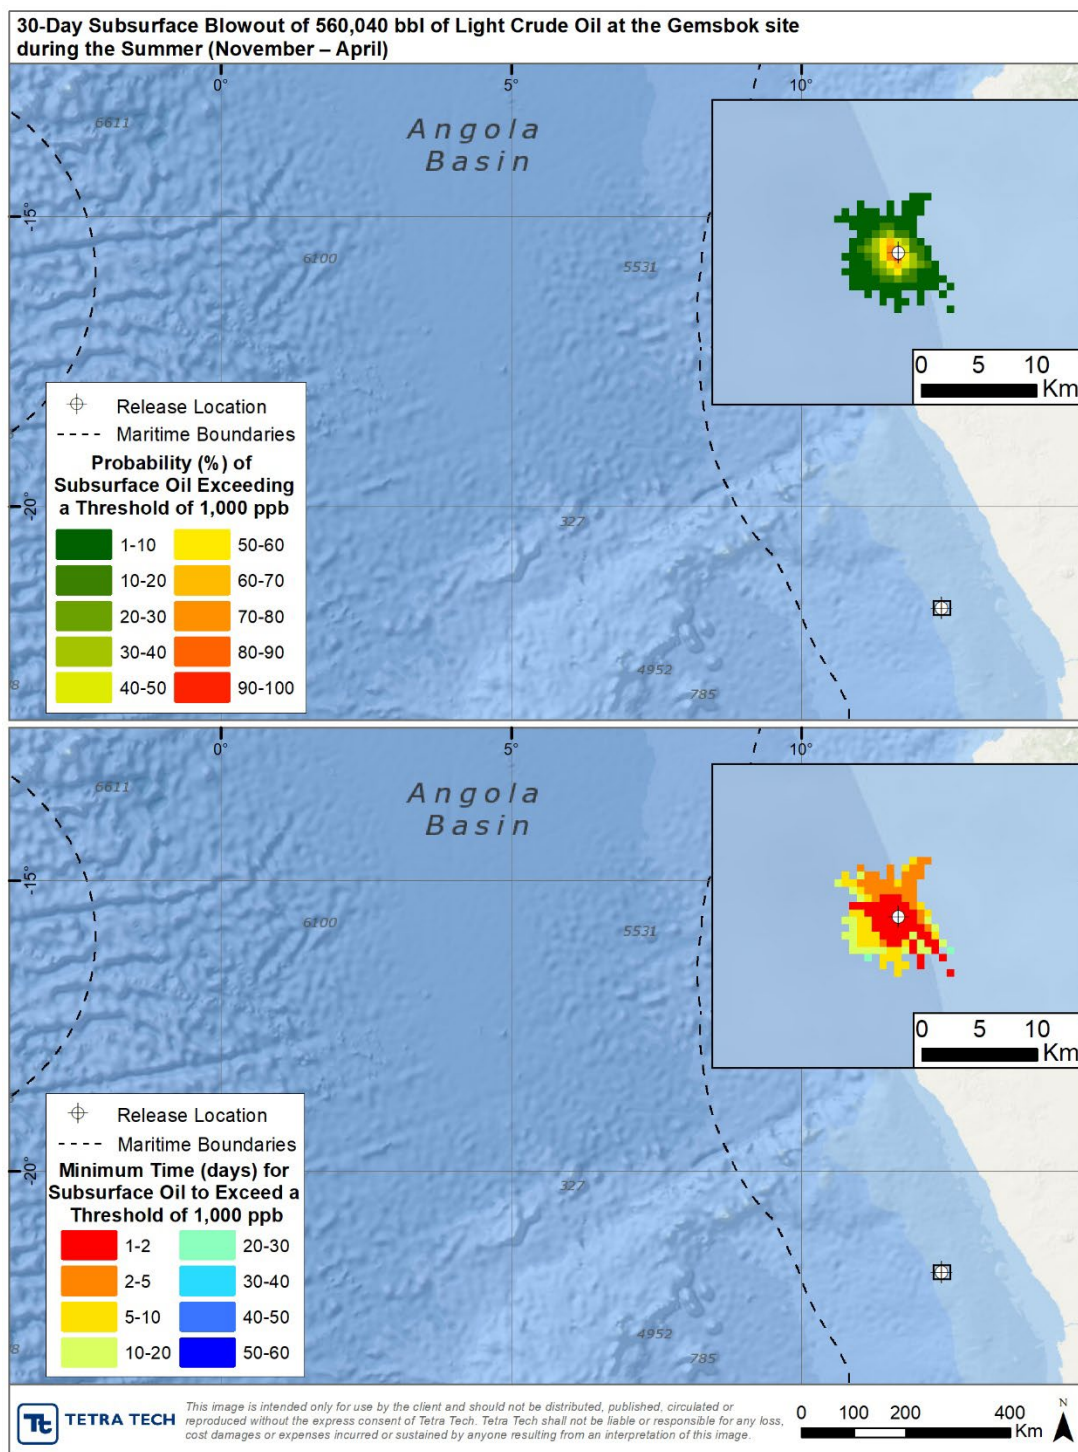 30-Day Subsurface Blowout of 560,040 bbl of Light Crude Oil at the Gemsbok site
during the Summer (November – April)
0°
5°
10°
6611
Angola
Basin
-15°
6100
5531
0 5 10
Km
Release Location
Maritime Boundaries
Probability (%) of
Subsurface Oil Exceeding
a Threshold of 1,000 ppb
1-10 50-60
10-20 60-70
20-30 70-80
30-40 80-90
40-50 90-100
-20°
327
4952
785
0°
5°
10°
6611
Angola
Basin
-15°
6100
5531
0 5 10
Km
Release Location
Maritime Boundaries
Minimum Time (days) for
Subsurface Oil to Exceed a
Threshold of 1,000 ppb
1-2 20-30
2-5 30-40
5-10 40-50
10-20 50-60
-20°
327
4952
785
Tt TETRA TECH
This image is intended only for use by the client and should not be distributed, published, circulated or
reproduced without the express consent of Tetra Tech. Tetra Tech shall not be liable or responsible for any loss,
cost damages or expenses incurred or sustained by anyone resulting from an interpretation of this image.
0 100 200 400
Km
N